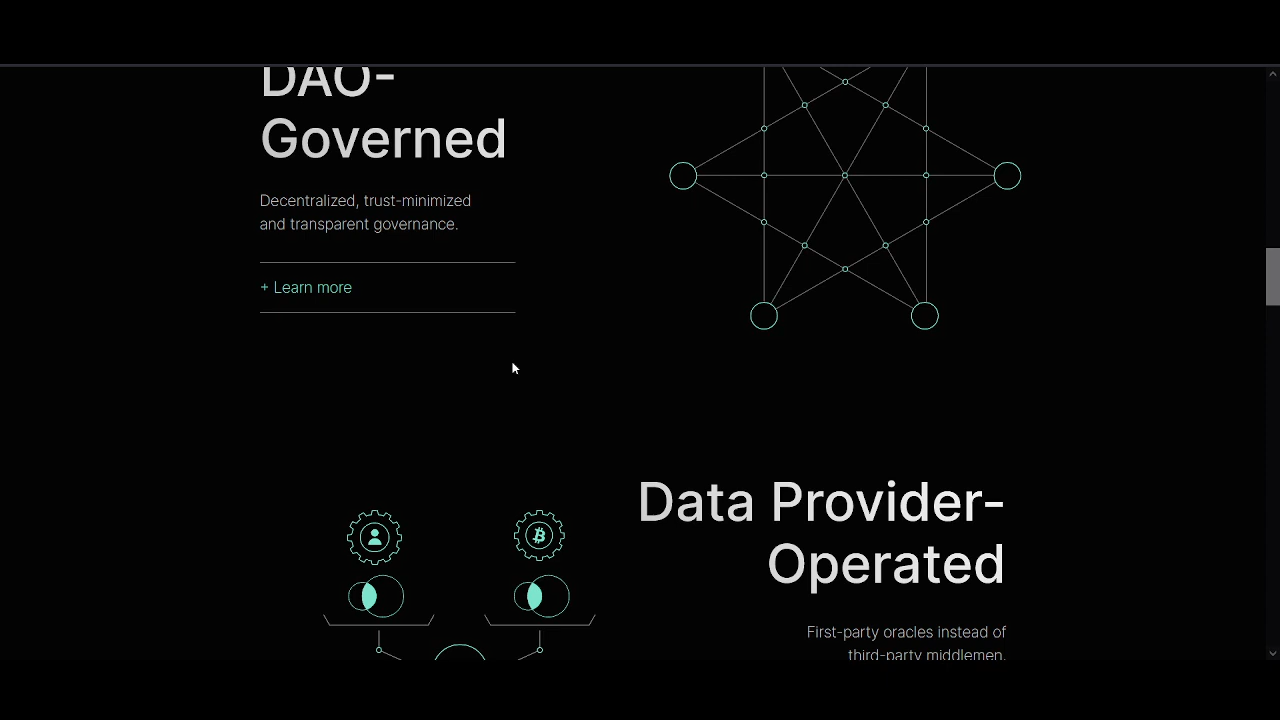 DAO-
Governed
Decentralized, trust-minimized
and transparent governance.
+ Learn more
Data Provider-
Operated
First-party oracles instead of
third-party middlemen.